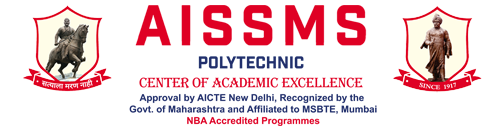 AISSMS
POLYTECHNIC
CENTER OF ACADEMIC EXCELLENCE
Approval by AICTE New Delhi, Recognized by the
Govt. of Maharashtra and Affiliated to MSBTE, Mumbai
NBA Accredited Programmes
सत्याला मरण नाही
SINCE 1917